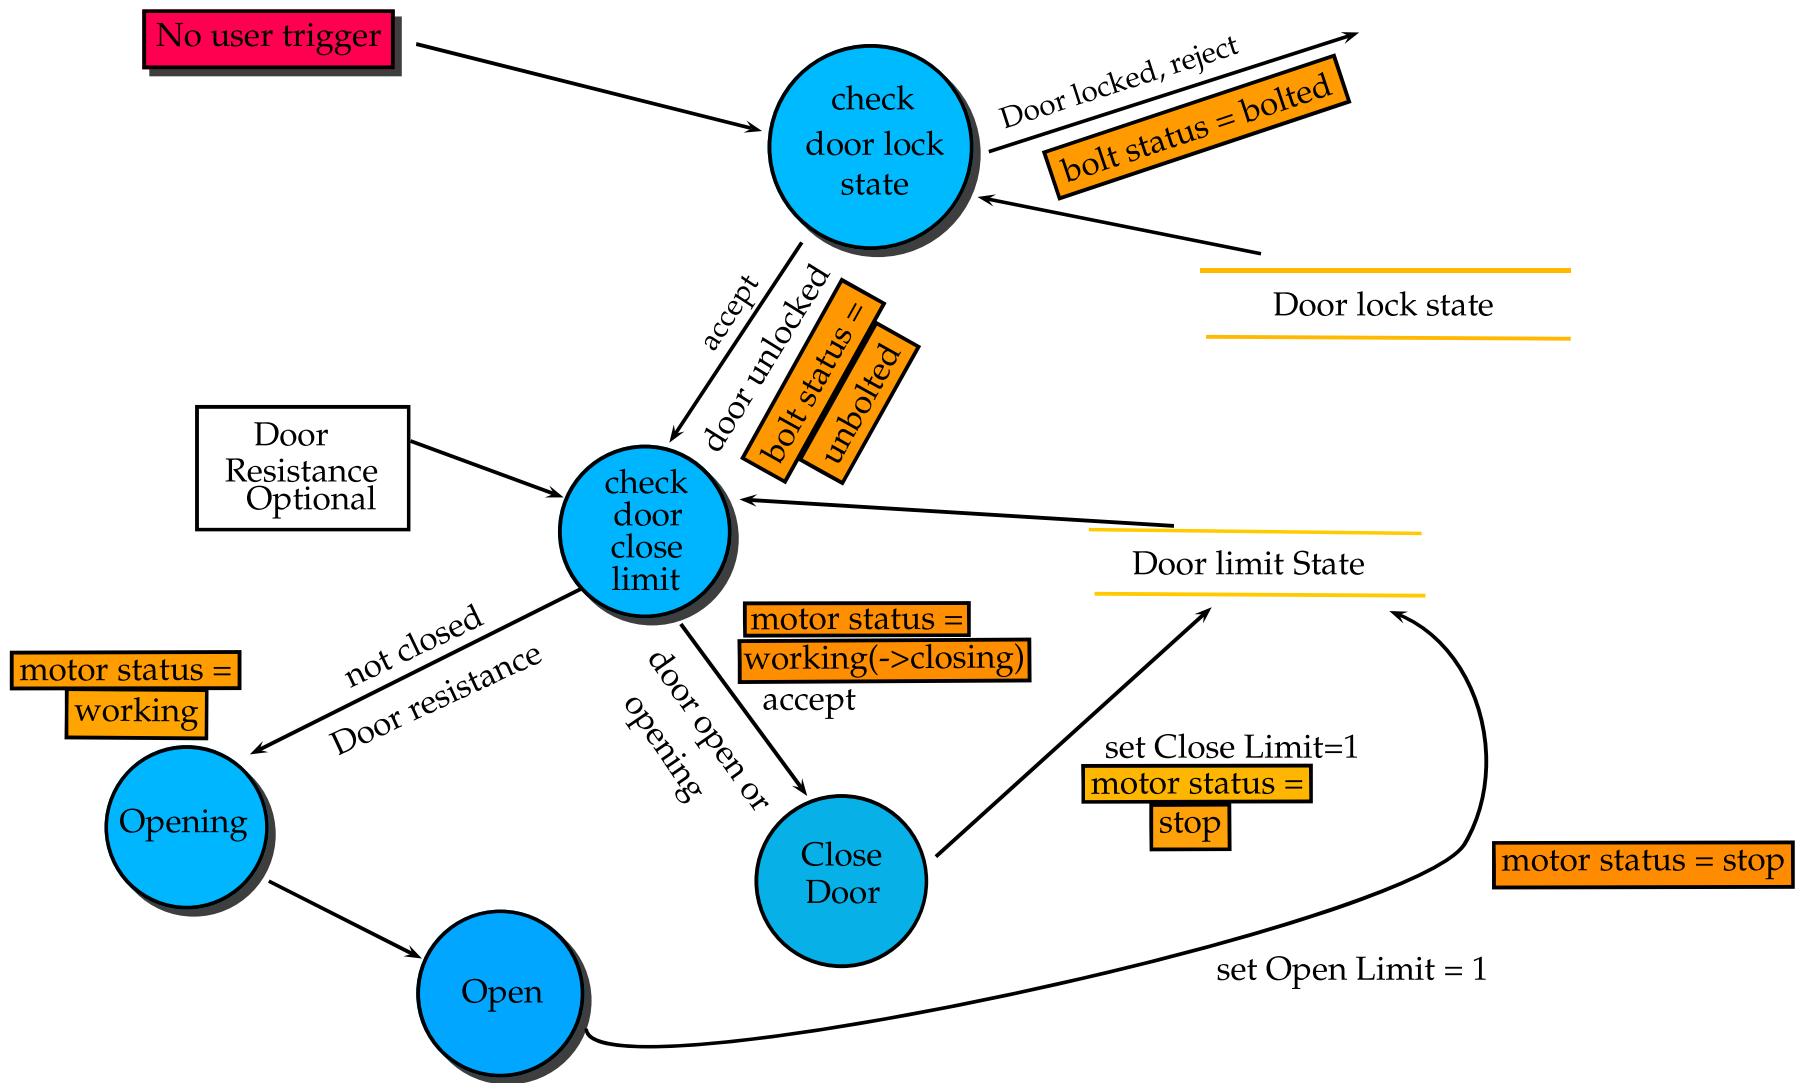 No user trigger
check
door lock
state
Door locked, reject
bolt status = bolted
Door lock state
accept
door unlocked
bolt status =
unbolted
Door
Resistance
Optional
check
door
close
limit
Door limit State
not closed
Door resistance
motor status =
working
door open or
opening
motor status =
working(->closing)
accept
set Close Limit=1
motor status =
stop
Opening
Close
Door
motor status = stop
Open
set Open Limit = 1